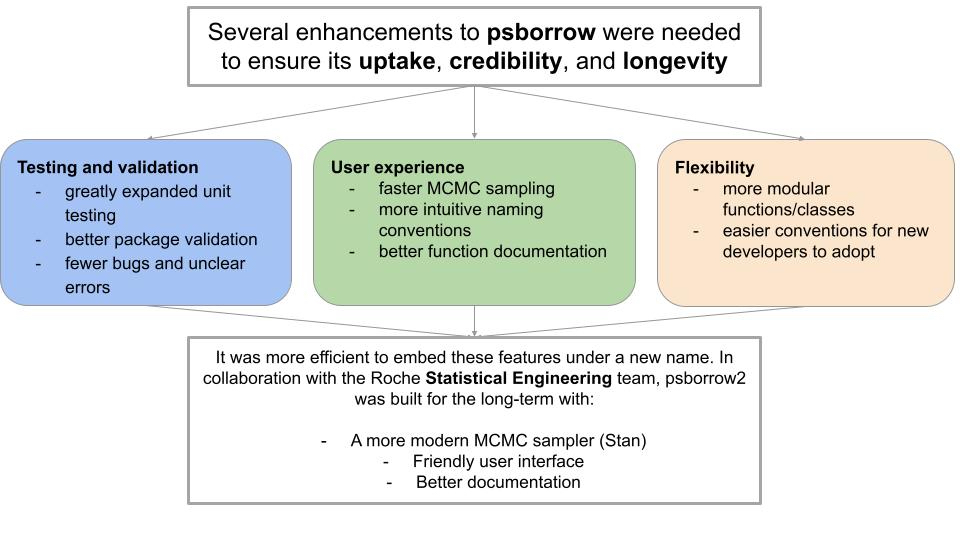 Several enhancements to psborrow were needed
to ensure its uptake, credibility, and longevity
Testing and validation
- greatly expanded unit
testing
- better package validation
- fewer bugs and unclear
errors
User experience
- faster MCMC sampling
- more intuitive naming
conventions
- better function documentation
Flexibility
- more modular
functions/classes
- easier conventions for new
developers to adopt
It was more efficient to embed these features under a new name. In
collaboration with the Roche Statistical Engineering team, psborrow2
was built for the long-term with:
- A more modern MCMC sampler (Stan)
- Friendly user interface
- Better documentation